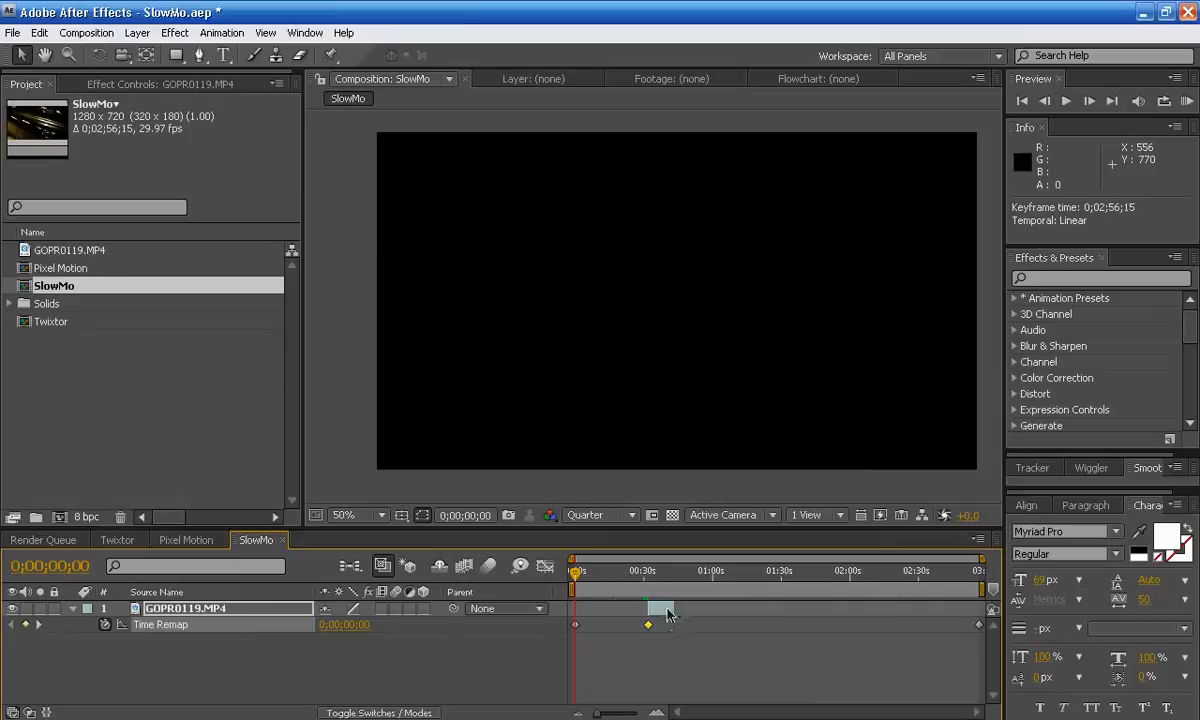 Adobe After Effects - SlowMo.aep *
File Edit Composition Layer Effect Animation View Window Help
Workspace: All Panels Search Help
Project Effect Controls: GOPR0119.MP4
Composition: SlowMo Layer: (none) Footage: (none) Flowchart: (none)
Preview
SlowMo▾
1280 x 720 (320 x 180) (1.00)
Δ 0;02;56;15, 29.97 fps
SlowMo
Info
R : X : 556
G : Y : 770
B :
A : 0
Keyframe time: 0;02;56;15
Temporal: Linear
Name
GOPR0119.MP4
Pixel Motion
SlowMo
Solids
Twixtor
Effects & Presets
* Animation Presets
3D Channel
Audio
Blur & Sharpen
Channel
Color Correction
Distort
Expression Controls
Generate
Tracker Wiggler Smoot
Align Paragraph Chara
8 bpc
50% 0;00;00;00 Quarter Active Camera 1 View +0.0
Myriad Pro
Regular
69 px Auto
Metrics 50
- px
100 % 100 %
0 px 0 %
T T TT Tr T¹ T₁
Render Queue Twixtor Pixel Motion SlowMo
0;00;00;00
00s 00:30s 01:00s 01:30s 02:00s 02:30s 03:
# Source Name Parent
1 GOPR0119.MP4 None
Time Remap 0;00;00;00
Toggle Switches / Modes